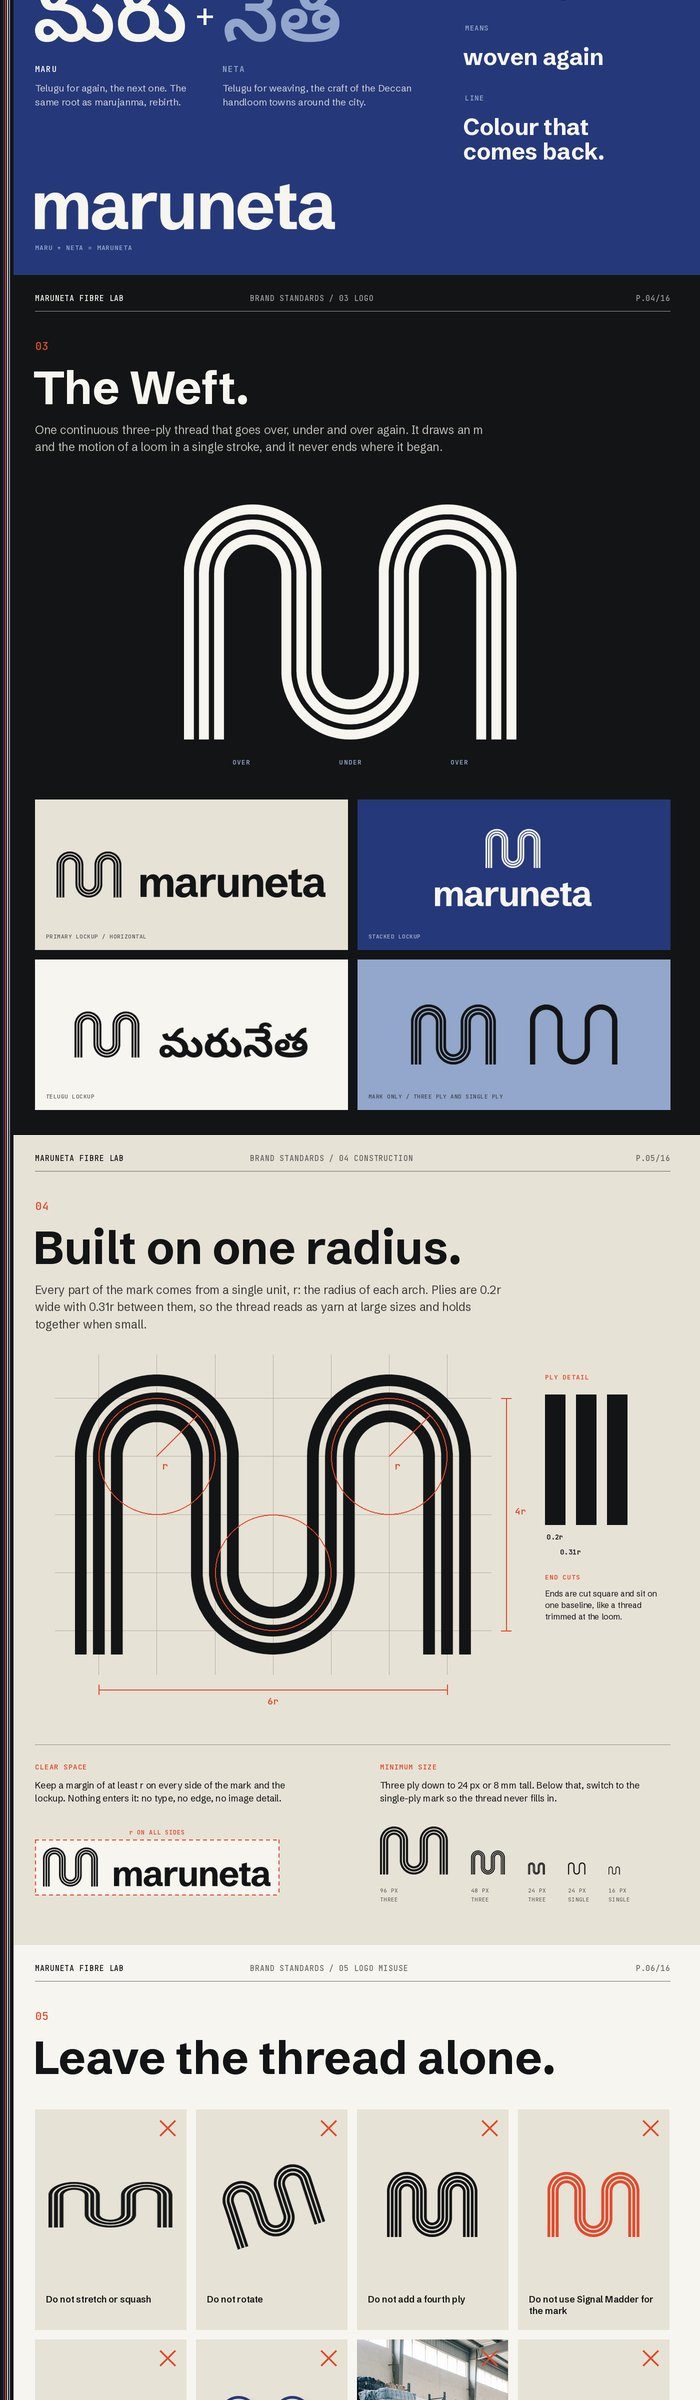 మరు + నేత
MARU
Telugu for again, the next one. The
same root as marujanma, rebirth.
NETA
Telugu for weaving, the craft of the Deccan
handloom towns around the city.
MEANS
woven again
LINE
Colour that
comes back.
maruneta
MARU + NETA = MARUNETA
MARUNETA FIBRE LAB
BRAND STANDARDS / 03 LOGO
P.04/16
03
The Weft.
One continuous three-ply thread that goes over, under and over again. It draws an m
and the motion of a loom in a single stroke, and it never ends where it began.
OVER
UNDER
OVER
maruneta
PRIMARY LOCKUP / HORIZONTAL
maruneta
STACKED LOCKUP
మరునేత
TELUGU LOCKUP
MARK ONLY / THREE PLY AND SINGLE PLY
MARUNETA FIBRE LAB
BRAND STANDARDS / 04 CONSTRUCTION
P.05/16
04
Built on one radius.
Every part of the mark comes from a single unit, r: the radius of each arch. Plies are 0.2r
wide with 0.31r between them, so the thread reads as yarn at large sizes and holds
together when small.
r
r
4r
6r
PLY DETAIL
0.2r
0.31r
END CUTS
Ends are cut square and sit on
one baseline, like a thread
trimmed at the loom.
CLEAR SPACE
Keep a margin of at least r on every side of the mark and the
lockup. Nothing enters it: no type, no edge, no image detail.
r ON ALL SIDES
maruneta
MINIMUM SIZE
Three ply down to 24 px or 8 mm tall. Below that, switch to the
single-ply mark so the thread never fills in.
96 PX
THREE
48 PX
THREE
24 PX
THREE
24 PX
SINGLE
16 PX
SINGLE
MARUNETA FIBRE LAB
BRAND STANDARDS / 05 LOGO MISUSE
P.06/16
05
Leave the thread alone.
Do not stretch or squash
Do not rotate
Do not add a fourth ply
Do not use Signal Madder for
the mark